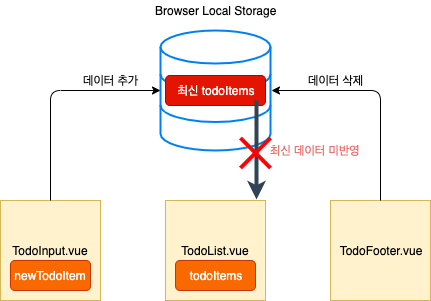 Browser Local Storage
데이터 추가
최신 todoItems
데이터 삭제
최신 데이터 미반영
TodoInput.vue
newTodoItem
TodoList.vue
todoItems
TodoFooter.vue